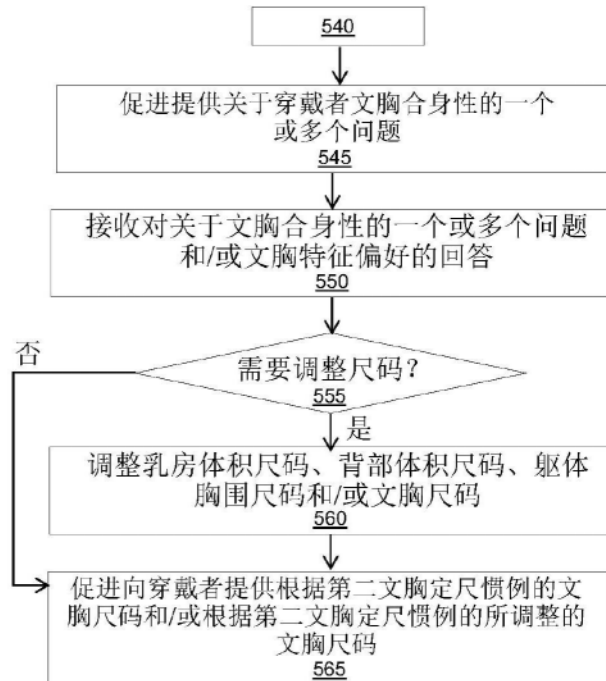 540
促进提供关于穿戴者文胸合身性的一个
或多个问题
545
接收对关于文胸合身性的一个或多个问题
和/或文胸特征偏好的回答
550
否
需要调整尺码？
555
是
调整乳房体积尺码、背部体积尺码、躯体
胸围尺码和/或文胸尺码
560
促进向穿戴者提供根据第二文胸定尺惯例的文
胸尺码和/或根据第二文胸定尺惯例的所调整的
文胸尺码
565